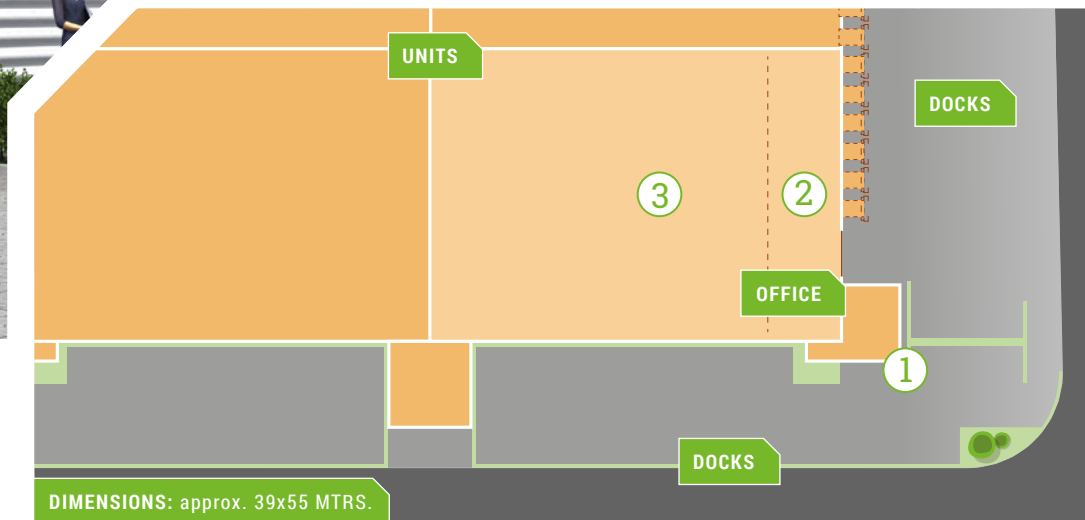 UNITS
DOCKS
3
2
OFFICE
1
DOCKS
DIMENSIONS: approx. 39x55 MTRS.